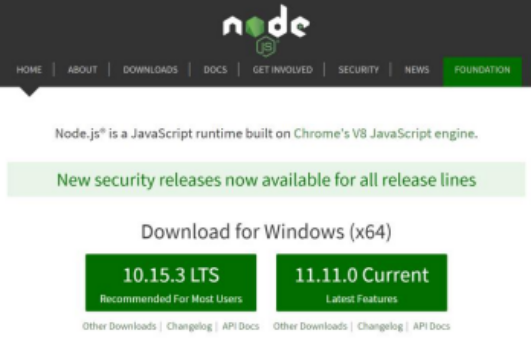 node
JS
HOME | ABOUT | DOWNLOADS | DOCS | GET INVOLVED | SECURITY | NEWS FOUNDATION
Node.js® is a JavaScript runtime built on Chrome's V8 JavaScript engine.
New security releases now available for all release lines
Download for Windows (x64)
10.15.3 LTS
Recommended For Most Users
11.11.0 Current
Latest Features
Other Downloads | Changelog | API Docs
Other Downloads | Changelog | API Docs